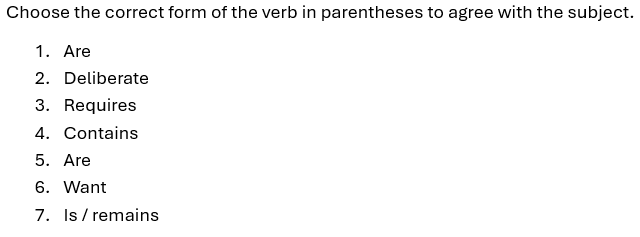 Choose the correct form of the verb in parentheses to agree with the subject.
1. Are
2. Deliberate
3. Requires
4. Contains
5. Are
6. Want
7. Is / remains